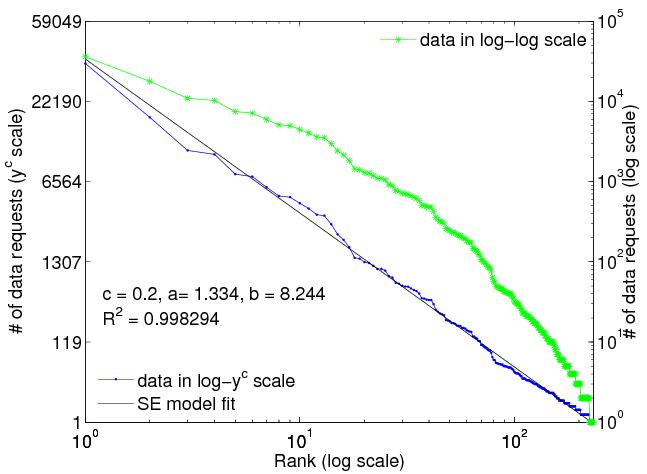 59049
22190
6564
1307
119
1
# of data requests (y^c scale)
10^5
10^4
10^3
10^2
10^1
10^0
# of data requests (log scale)
data in log-log scale
c = 0.2, a= 1.334, b = 8.244
R^2 = 0.998294
data in log-y^c scale
SE model fit
10^0 10^1 10^2
Rank (log scale)